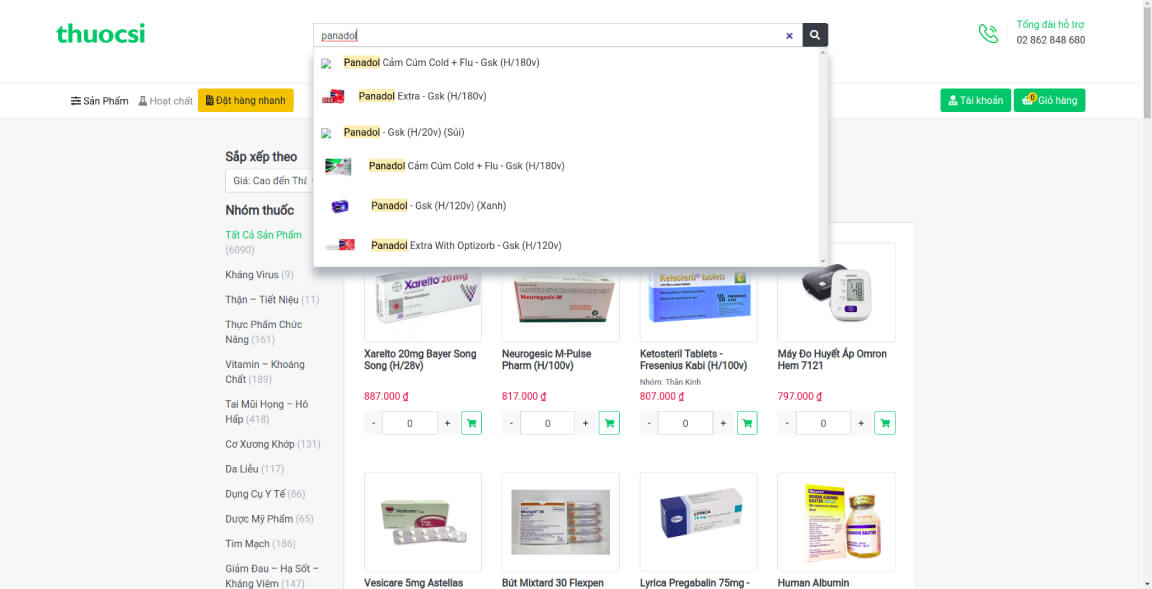 thuocsi
panadol
Tổng đài hỗ trợ
02 862 848 680
Panadol Cảm Cúm Cold + Flu - Gsk (H/180v)
Panadol Extra - Gsk (H/180v)
Panadol - Gsk (H/20v) (Sủi)
Panadol Cảm Cúm Cold + Flu - Gsk (H/180v)
Panadol - Gsk (H/120v) (Xanh)
Panadol Extra With Optizorb - Gsk (H/120v)
Sản Phẩm
Hoạt chất
Đặt hàng nhanh
Tài khoản
0
Giỏ hàng
Sắp xếp theo
Giá: Cao đến Thấ
Nhóm thuốc
Tất Cả Sản Phẩm
(6090)
Kháng Virus (9)
Thận – Tiết Niệu (11)
Thực Phẩm Chức
Năng (161)
Vitamin – Khoáng
Chất (189)
Tai Mũi Họng – Hô
Hấp (418)
Cơ Xương Khớp (131)
Da Liễu (117)
Dụng Cụ Y Tế (86)
Dược Mỹ Phẩm (65)
Tim Mạch (186)
Giảm Đau – Hạ Sốt –
Kháng Viêm (147)
Xarelto 20 mg
Neurogesic-M
Ketosteril tablets
Xarelto 20mg Bayer Song
Song (H/28v)
887.000 ₫
- 0 +
Neurogesic M-Pulse
Pharm (H/100v)
817.000 ₫
- 0 +
Ketosteril Tablets -
Fresenius Kabi (H/100v)
Nhóm: Thần Kinh
807.000 ₫
- 0 +
Máy Đo Huyết Áp Omron
Hem 7121
797.000 ₫
- 0 +
Mixtard 30
LYRICA
Vesicare 5mg Astellas
Bút Mixtard 30 Flexpen
Lyrica Pregabalin 75mg -
Human Albumin